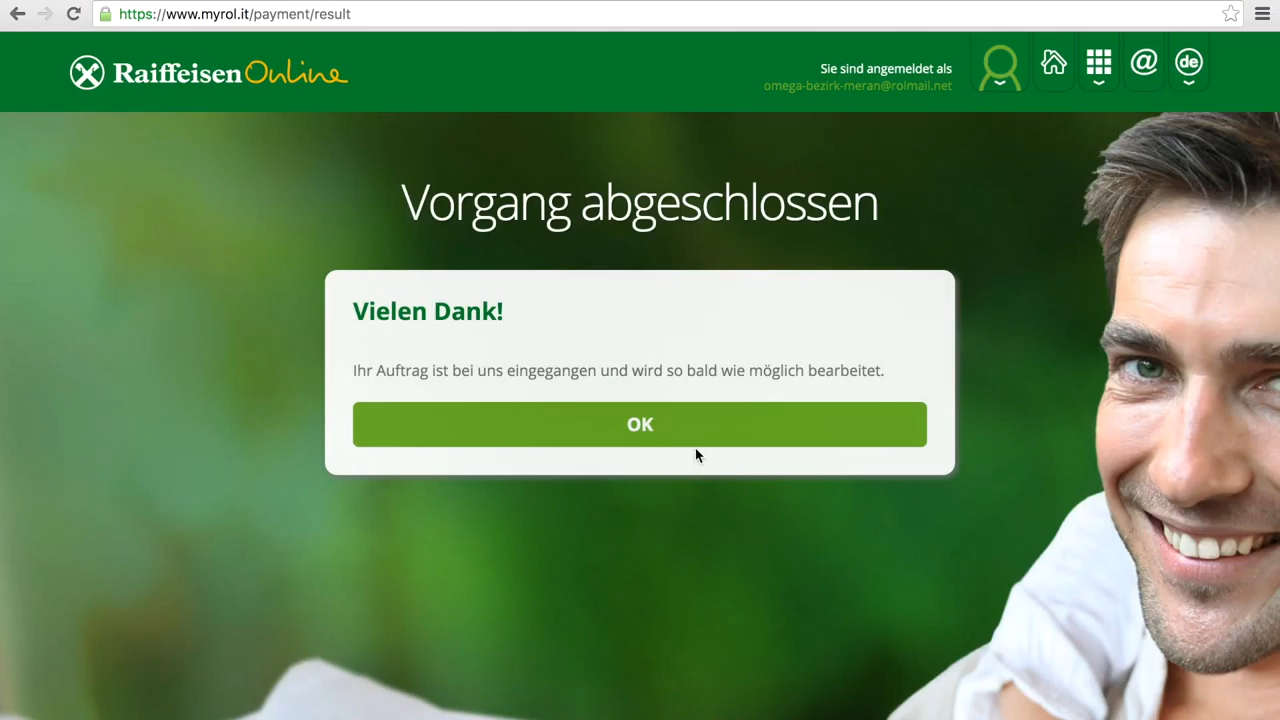 https://www.myrol.it/payment/result
Raiffeisen Online
Sie sind angemeldet als
omega-bezirk-meran@rolmail.net
@
de
Vorgang abgeschlossen
Vielen Dank!
Ihr Auftrag ist bei uns eingegangen und wird so bald wie möglich bearbeitet.
OK